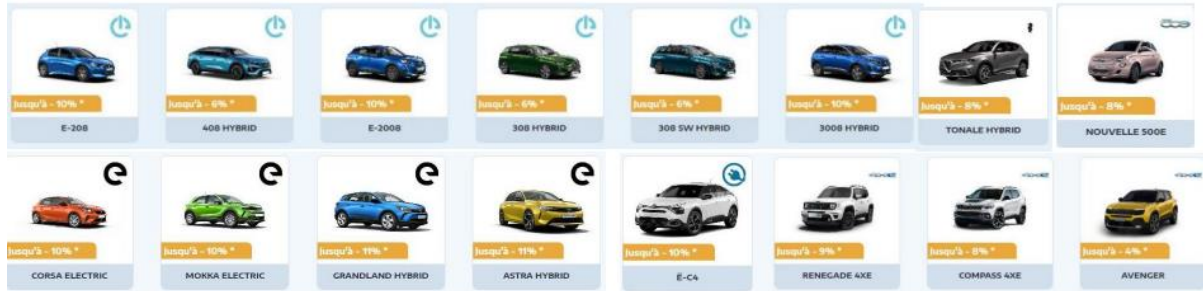 Jusqu'à - 10% *
E-208
Jusqu'à - 6% *
408 HYBRID
Jusqu'à - 10% *
E-2008
Jusqu'à - 6% *
308 HYBRID
Jusqu'à - 6% *
308 SW HYBRID
Jusqu'à - 10% *
3008 HYBRID
Jusqu'à - 8% *
TONALE HYBRID
Jusqu'à - 8% *
NOUVELLE 500E
Jusqu'à - 10% *
CORSA ELECTRIC
Jusqu'à - 10% *
MOKKA ELECTRIC
Jusqu'à - 11% *
GRANDLAND HYBRID
Jusqu'à - 11% *
ASTRA HYBRID
Jusqu'à - 10% *
Ë-C4
Jusqu'à - 9% *
RENEGADE 4XE
Jusqu'à - 8% *
COMPASS 4XE
Jusqu'à - 4% *
AVENGER